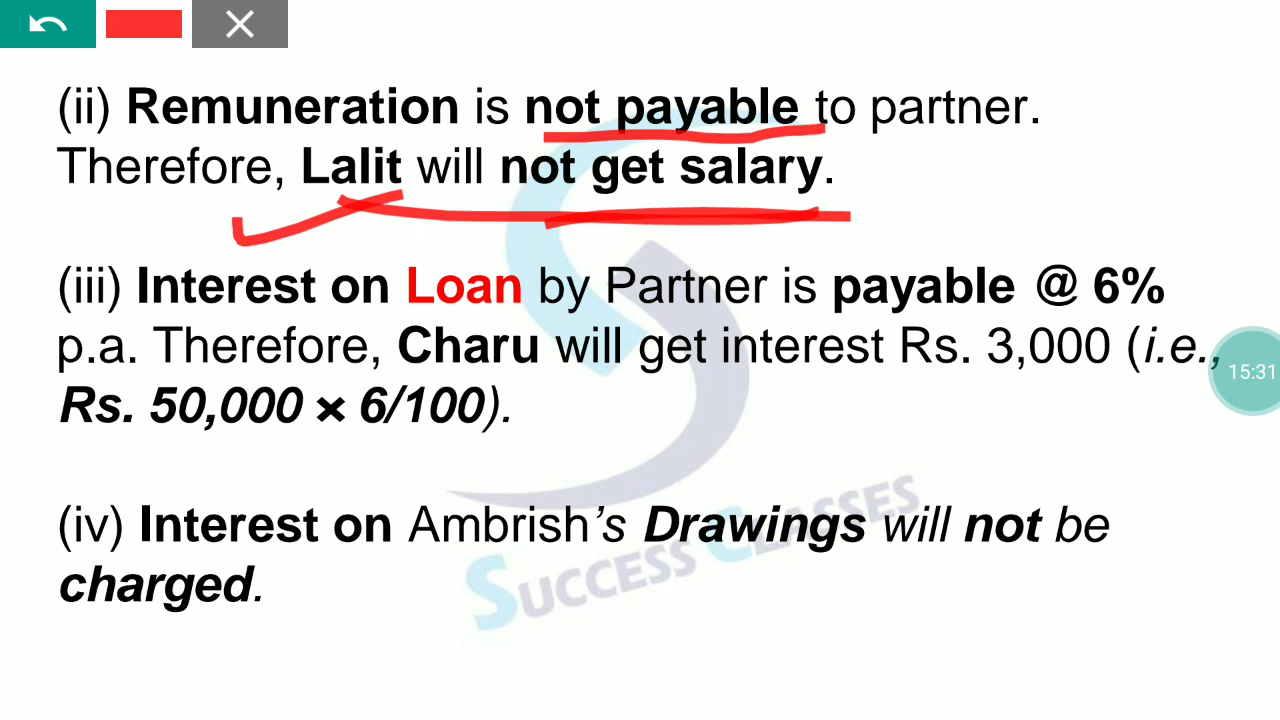 (ii) Remuneration is not payable to partner.
Therefore, Lalit will not get salary.
(iii) Interest on Loan by Partner is payable @ 6%
p.a. Therefore, Charu will get interest Rs. 3,000 (i.e.,
15:31
Rs. 50,000 × 6/100).
(iv) Interest on Ambrish’s Drawings will not be
charged.
SUCCESS CLASSES